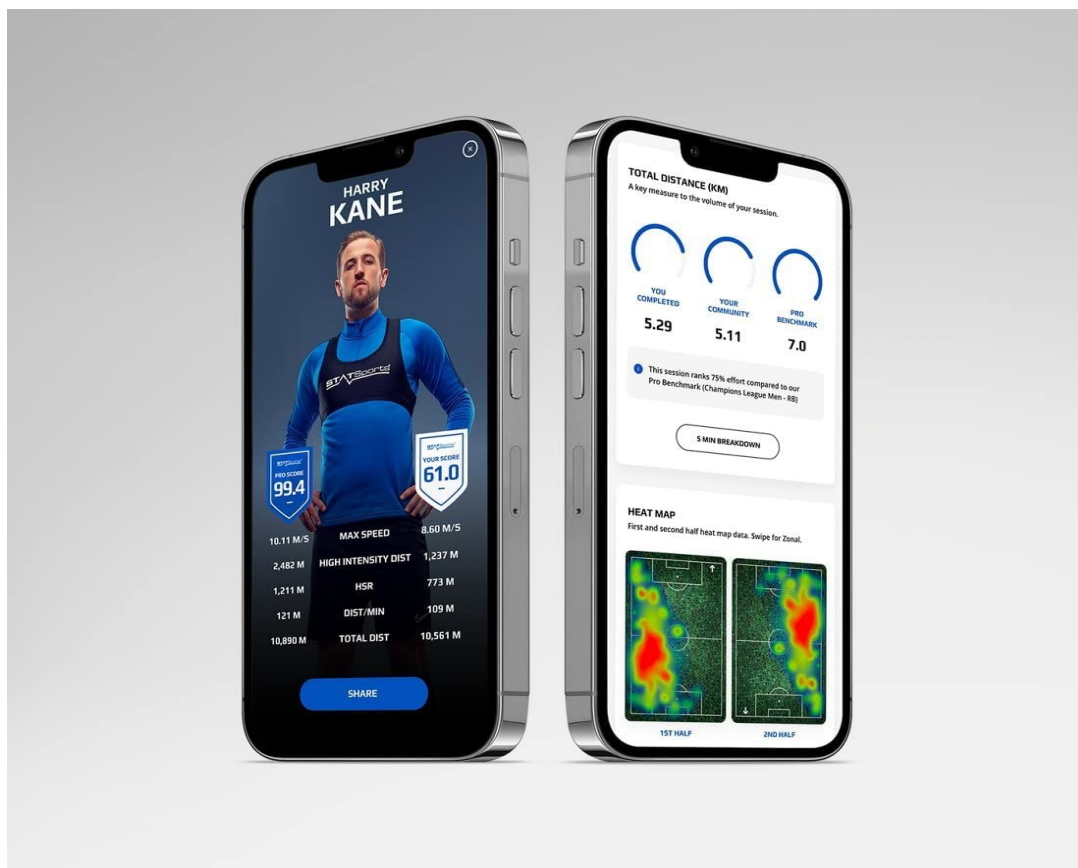 HARRY
KANE
STATSports
STATSports
PRO SCORE
99.4
STATSports
YOUR SCORE
61.0
10.11 M/S MAX SPEED 8.60 M/S
2,482 M HIGH INTENSITY DIST 1,237 M
1,211 M HSR 773 M
121 M DIST/MIN 109 M
10,890 M TOTAL DIST 10,561 M
SHARE
TOTAL DISTANCE (KM)
A key measure to the volume of your session.
YOU
COMPLETED
5.29
YOUR
COMMUNITY
5.11
PRO
BENCHMARK
7.0
This session ranks 75% effort compared to our
Pro Benchmark (Champions League Men - RB)
5 MIN BREAKDOWN
HEAT MAP
First and second half heat map data. Swipe for Zonal.
1ST HALF
2ND HALF